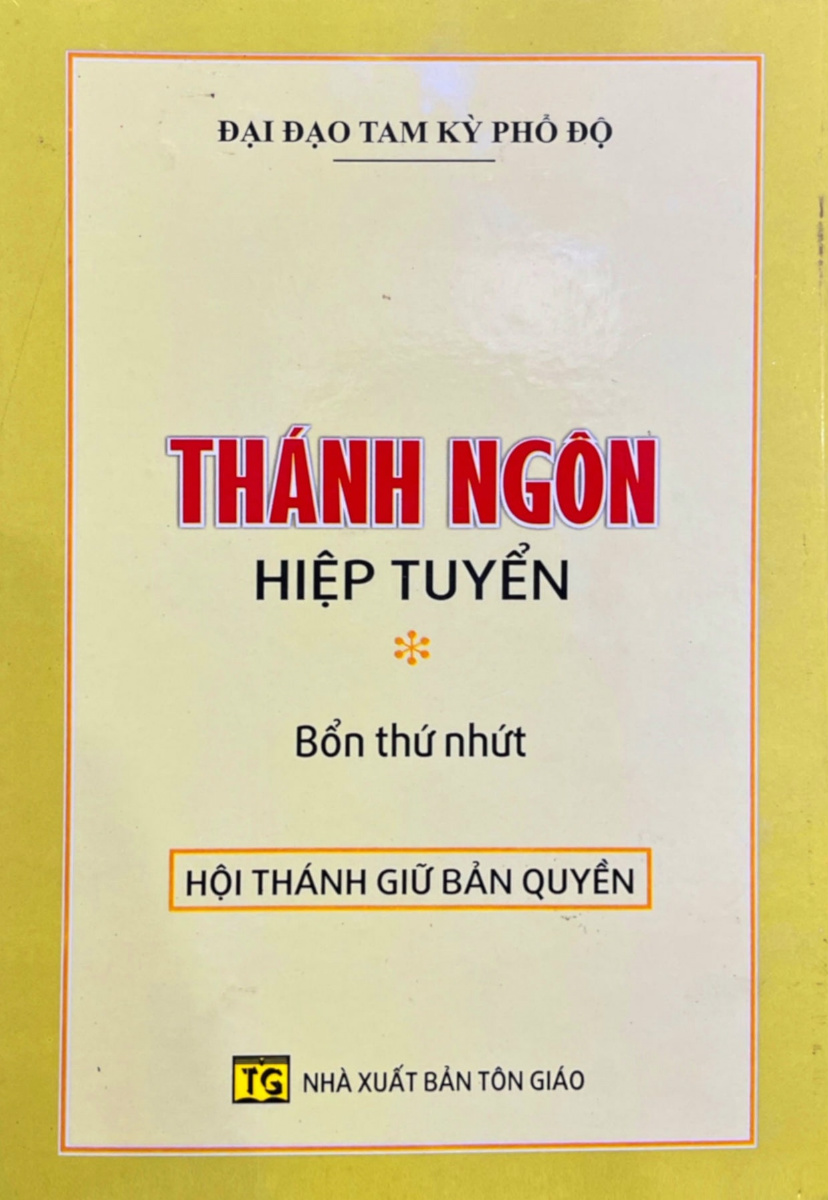 ĐẠI ĐẠO TAM KỲ PHỔ ĐỘ
THÁNH NGÔN
HIỆP TUYỂN
Bổn thứ nhứt
HỘI THÁNH GIỮ BẢN QUYỀN
TG NHÀ XUẤT BẢN TÔN GIÁO